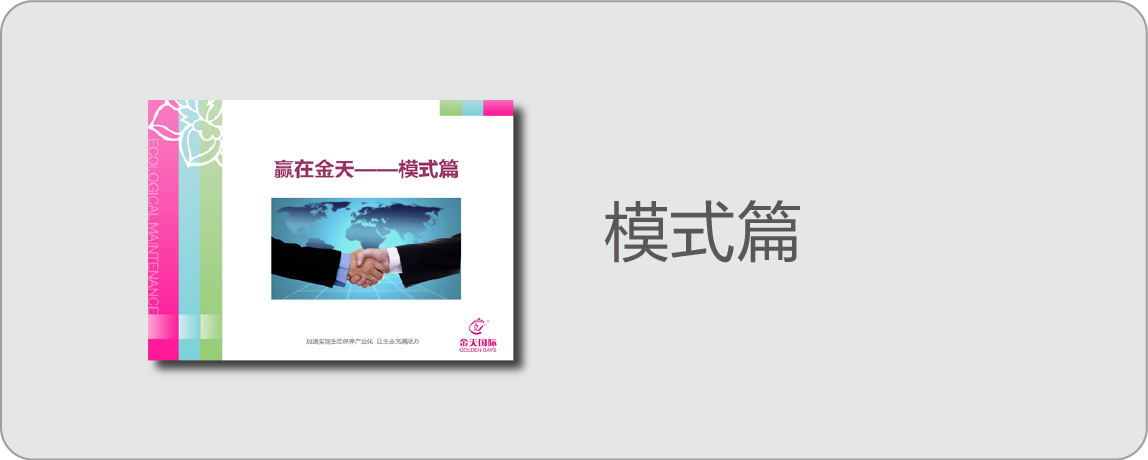 ECOLOGICAL MAINTENANCE
赢在金天——模式篇
加速实现生态保养产业化 让生命充满活力
金天国际
GOLDEN DAYS
模式篇